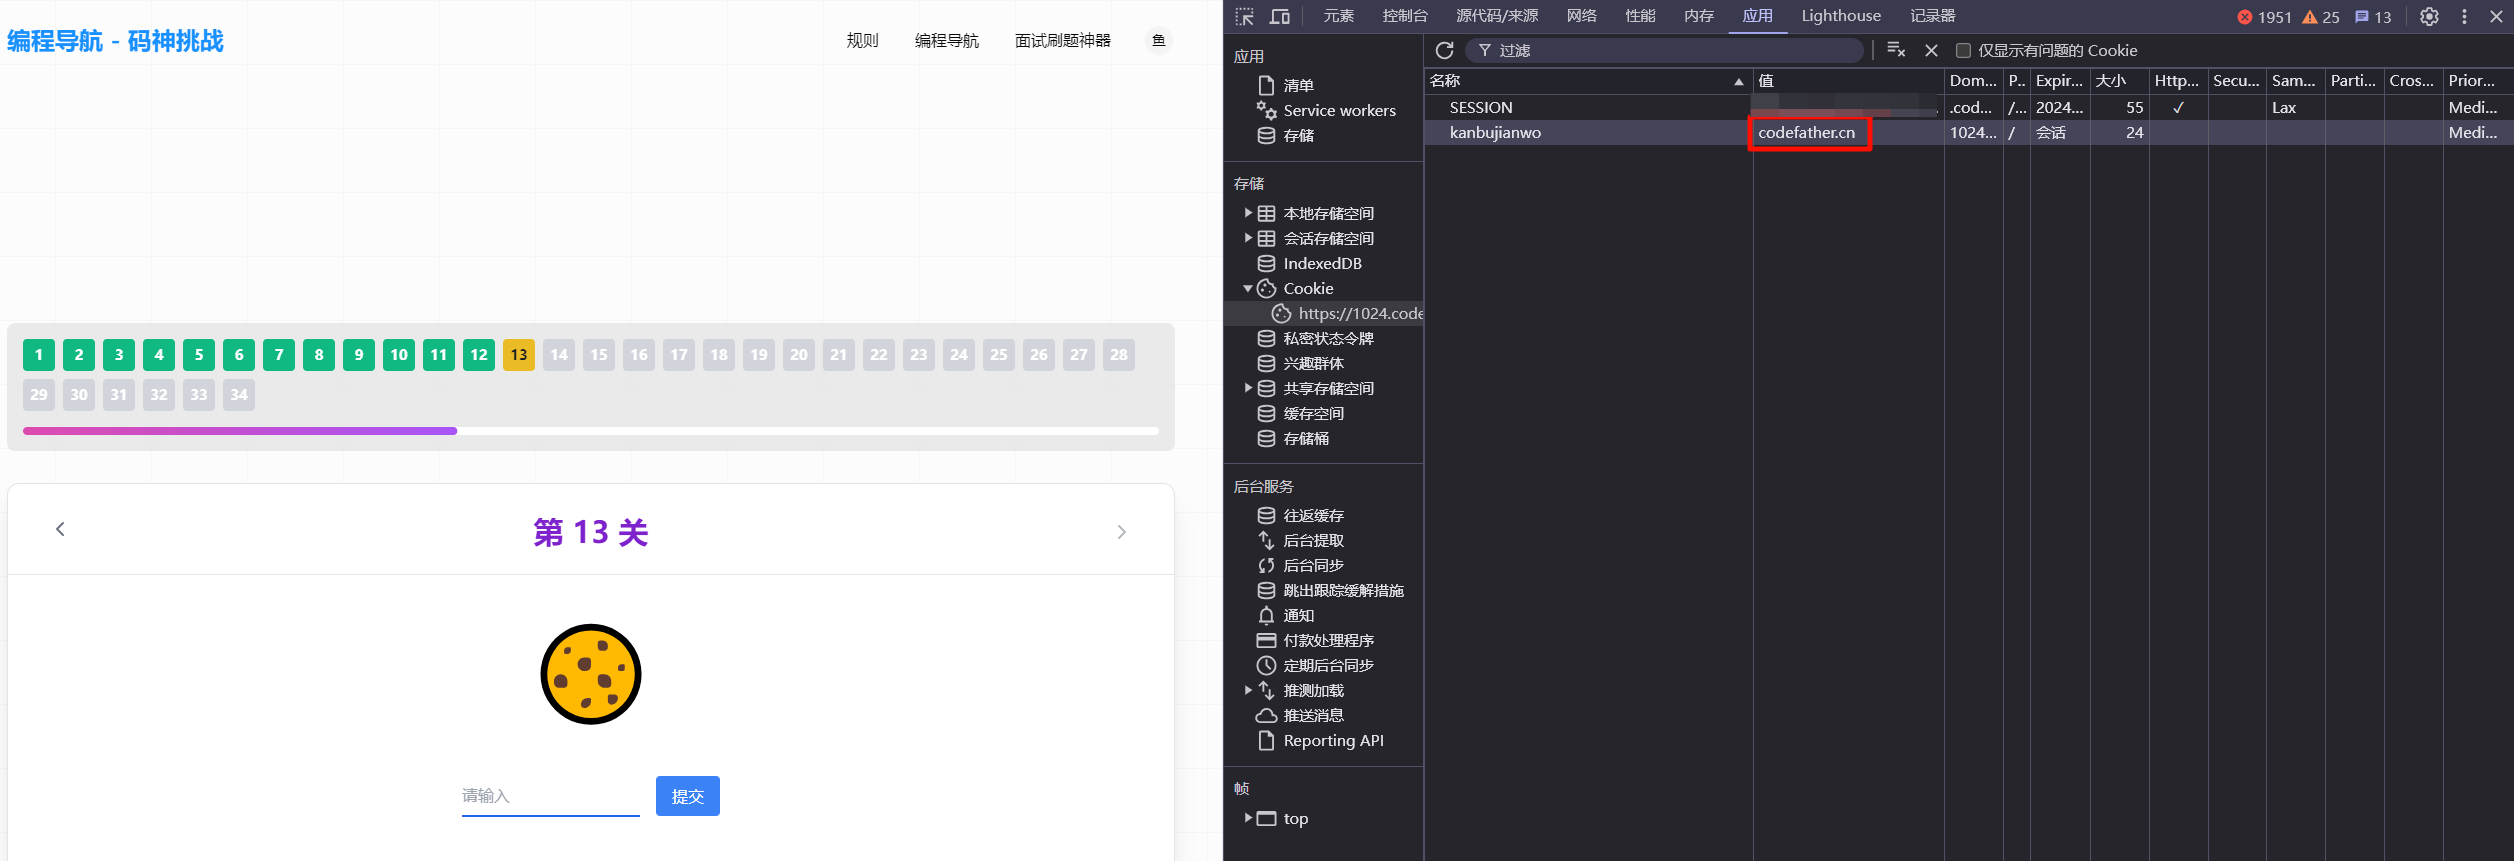 编程导航 - 码神挑战
规则 编程导航 面试刷题神器 鱼
1 2 3 4 5 6 7 8 9 10 11 12 13 14 15 16 17 18 19 20 21 22 23 24 25 26 27 28
29 30 31 32 33 34
第 13 关
请输入 提交
元素 控制台 源代码/来源 网络 性能 内存 应用 Lighthouse 记录器 1951 25 13
应用
清单
Service workers
存储
存储
本地存储空间
会话存储空间
IndexedDB
Cookie
https://1024.code
私密状态令牌
兴趣群体
共享存储空间
缓存空间
存储桶
后台服务
往返缓存
后台提取
后台同步
跳出跟踪缓解措施
通知
付款处理程序
定期后台同步
推测加载
推送消息
Reporting API
帧
top
过滤 仅显示有问题的 Cookie
名称 值 Dom... P.. Expir... 大小 Http... Secu... Sam... Parti... Cros... Prior...
SESSION .cod... /... 2024... 55 ✓ Lax Medi...
kanbujianwo codefather.cn 1024... / 会话 24 Medi...